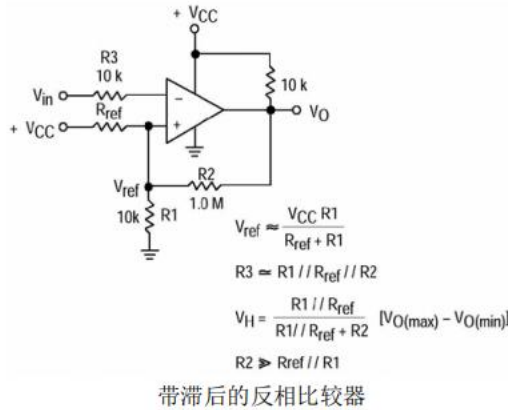 + VCC
R3
10 k
10 k
Vin
−
Rref
VO
+ VCC
+
Vref
R2
10k
R1
1.0 M
Vref ≈ VCC R1 / Rref + R1
R3 ≃ R1 // Rref // R2
VH = R1 // Rref / R1// Rref + R2 [VO(max) − VO(min)]
R2 ≫ Rref // R1
带滞后的反相比较器